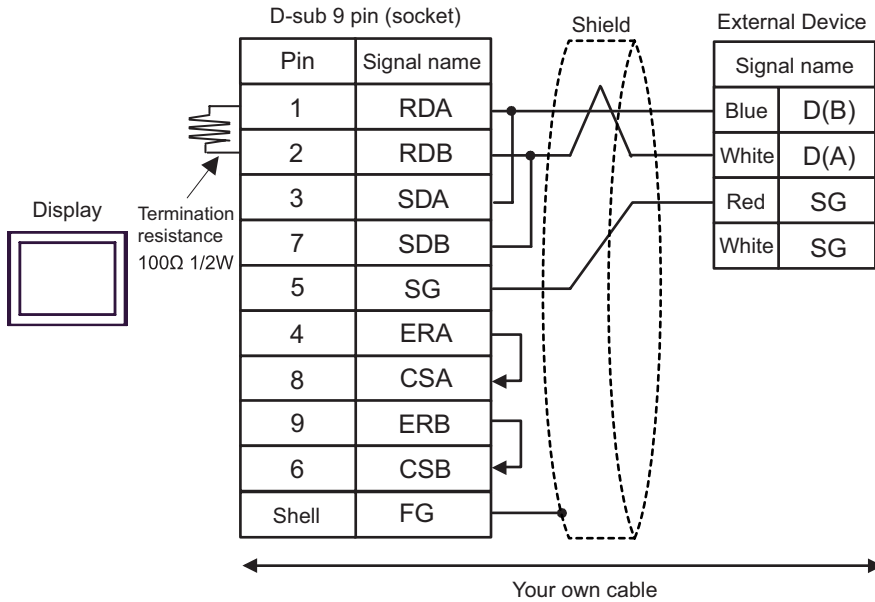 D-sub 9 pin (socket)
Shield
External Device
Pin Signal name
Signal name
1 RDA
Blue D(B)
2 RDB
White D(A)
3 SDA
Red SG
Display
Termination
resistance
100Ω 1/2W
7 SDB
White SG
5 SG
4 ERA
8 CSA
9 ERB
6 CSB
Shell FG
Your own cable